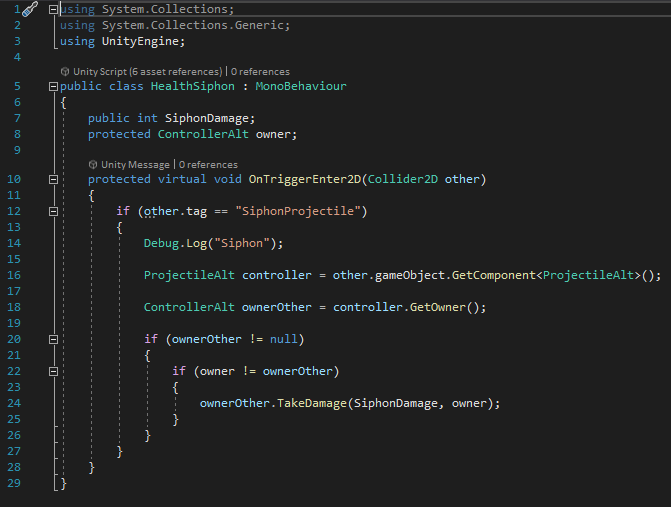 1 using System.Collections;
2 using System.Collections.Generic;
3 using UnityEngine;
4
Unity Script (6 asset references) | 0 references
5 public class HealthSiphon : MonoBehaviour
6 {
7 public int SiphonDamage;
8 protected ControllerAlt owner;
9
Unity Message | 0 references
10 protected virtual void OnTriggerEnter2D(Collider2D other)
11 {
12 if (other.tag == "SiphonProjectile")
13 {
14 Debug.Log("Siphon");
15
16 ProjectileAlt controller = other.gameObject.GetComponent<ProjectileAlt>();
17
18 ControllerAlt ownerOther = controller.GetOwner();
19
20 if (ownerOther != null)
21 {
22 if (owner != ownerOther)
23 {
24 ownerOther.TakeDamage(SiphonDamage, owner);
25 }
26 }
27 }
28 }
29 }